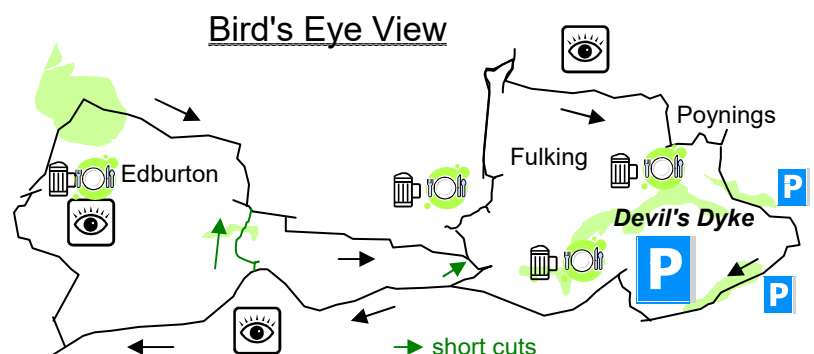 Bird's Eye View
Poynings
Fulking
Edburton
P
Devil's Dyke
P
P
short cuts